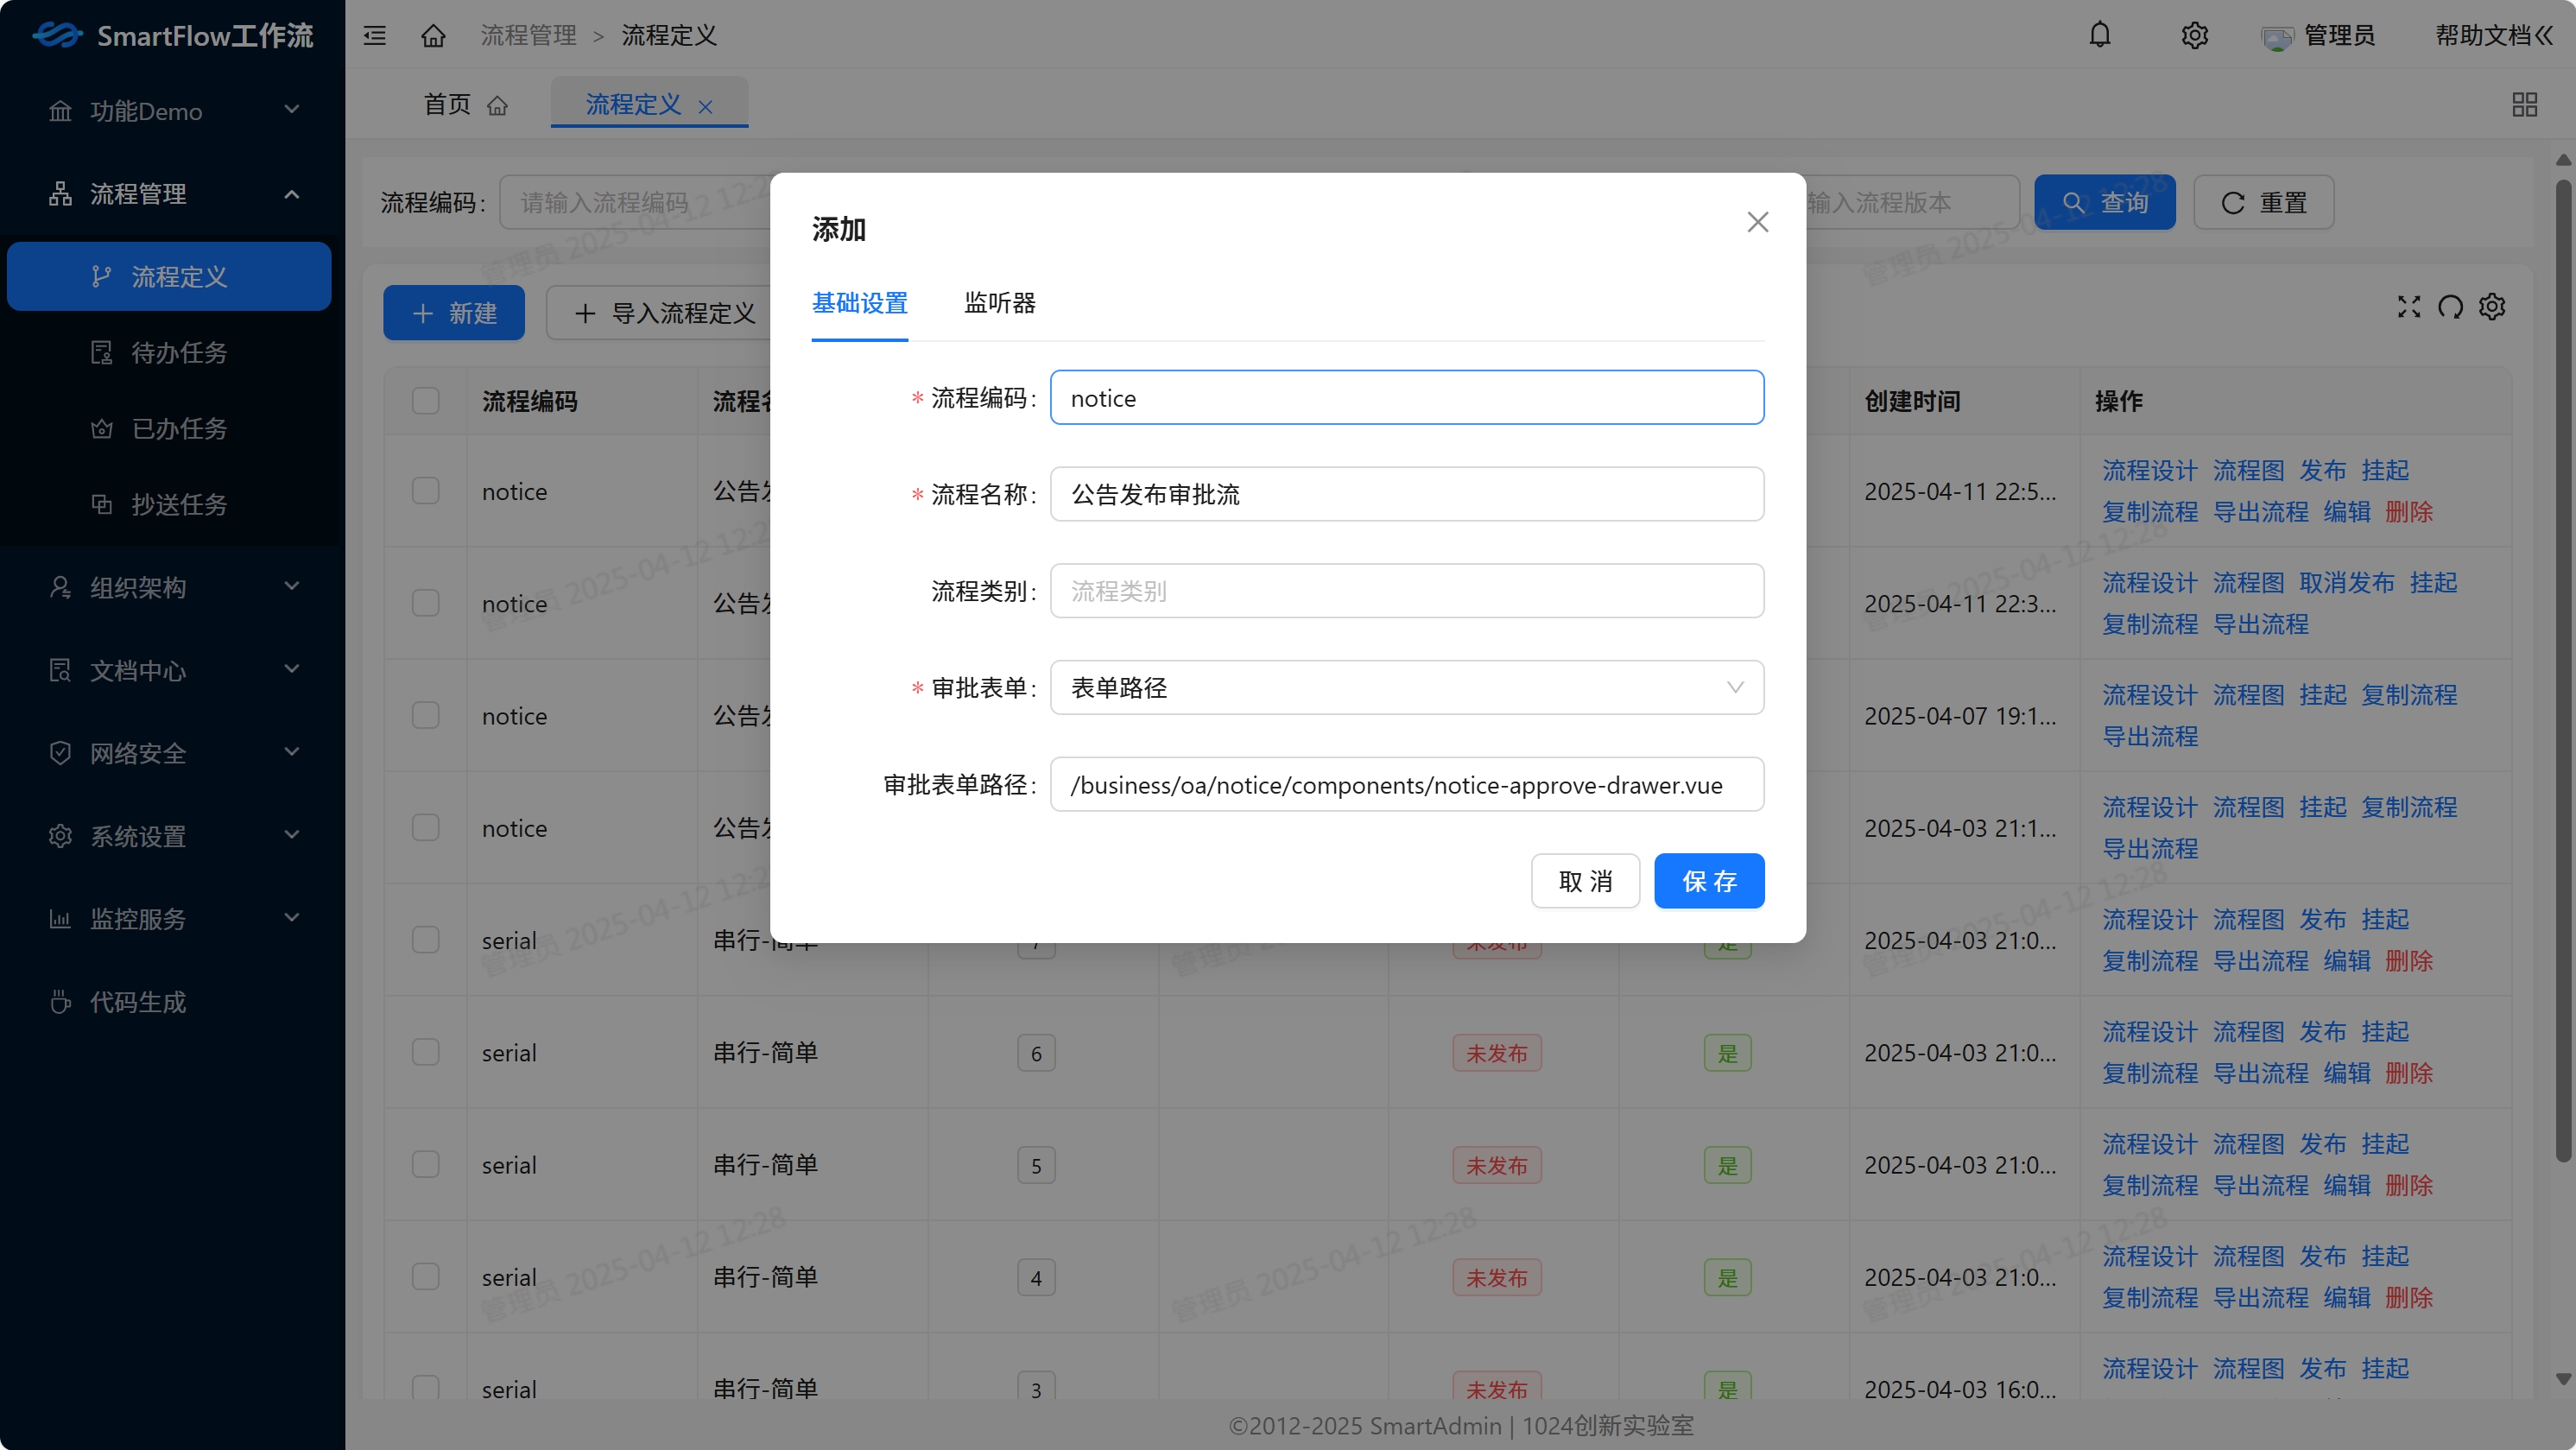 SmartFlow工作流
流程管理 > 流程定义
管理员
帮助文档
功能Demo
流程管理
流程定义
待办任务
已办任务
抄送任务
组织架构
文档中心
网络安全
系统设置
监控服务
代码生成
首页
流程定义
流程编码:
请输入流程编码
输入流程版本
查询
重置
新建
导入流程定义
添加
基础设置
监听器
* 流程编码: notice
* 流程名称: 公告发布审批流
流程类别: 流程类别
* 审批表单: 表单路径
审批表单路径: /business/oa/notice/components/notice-approve-drawer.vue
取 消
保 存
流程编码 创建时间 操作
notice 2025-04-11 22:5... 流程设计 流程图 发布 挂起
复制流程 导出流程 编辑 删除
notice 2025-04-11 22:3... 流程设计 流程图 取消发布 挂起
复制流程 导出流程
notice 2025-04-07 19:1... 流程设计 流程图 挂起 复制流程
导出流程
notice 2025-04-03 21:1... 流程设计 流程图 挂起 复制流程
导出流程
serial 串行-简单 7 未发布 是 2025-04-03 21:0... 流程设计 流程图 发布 挂起
复制流程 导出流程 编辑 删除
serial 串行-简单 6 未发布 是 2025-04-03 21:0... 流程设计 流程图 发布 挂起
复制流程 导出流程 编辑 删除
serial 串行-简单 5 未发布 是 2025-04-03 21:0... 流程设计 流程图 发布 挂起
复制流程 导出流程 编辑 删除
serial 串行-简单 4 未发布 是 2025-04-03 21:0... 流程设计 流程图 发布 挂起
复制流程 导出流程 编辑 删除
serial 串行-简单 3 未发布 是 2025-04-03 16:0... 流程设计 流程图 发布 挂起
管理员 2025-04-12 12:28
©2012-2025 SmartAdmin | 1024创新实验室